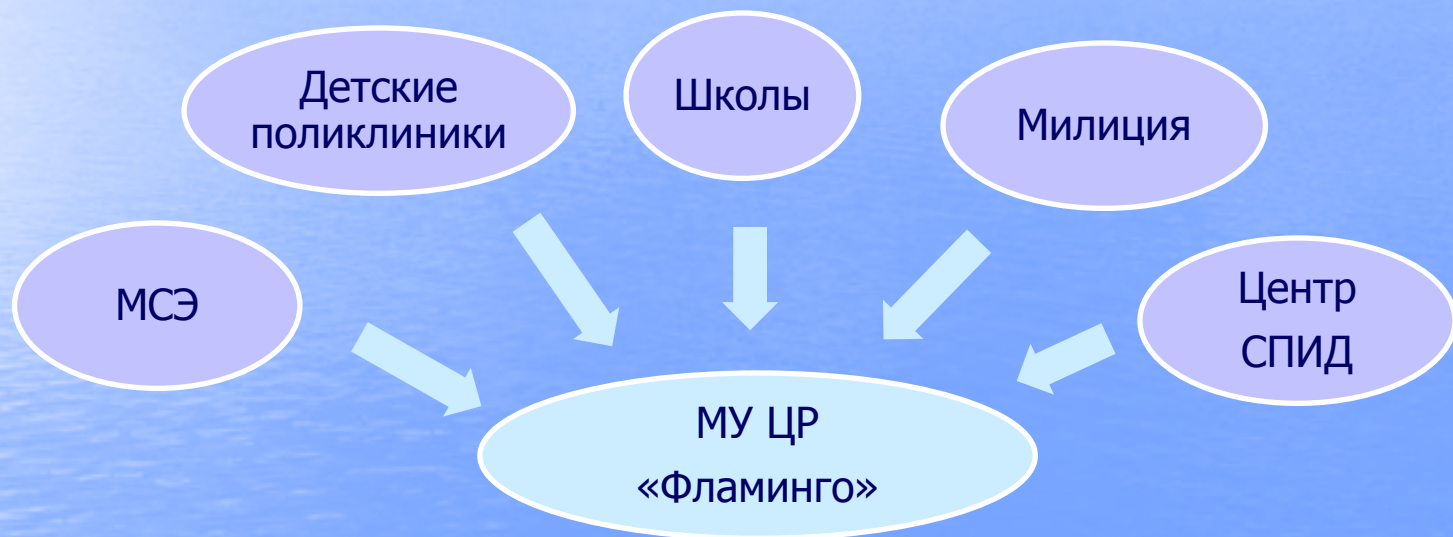 Детские
поликлиники
Школы
Милиция
МСЭ
Центр
СПИД
МУ ЦР
«Фламинго»